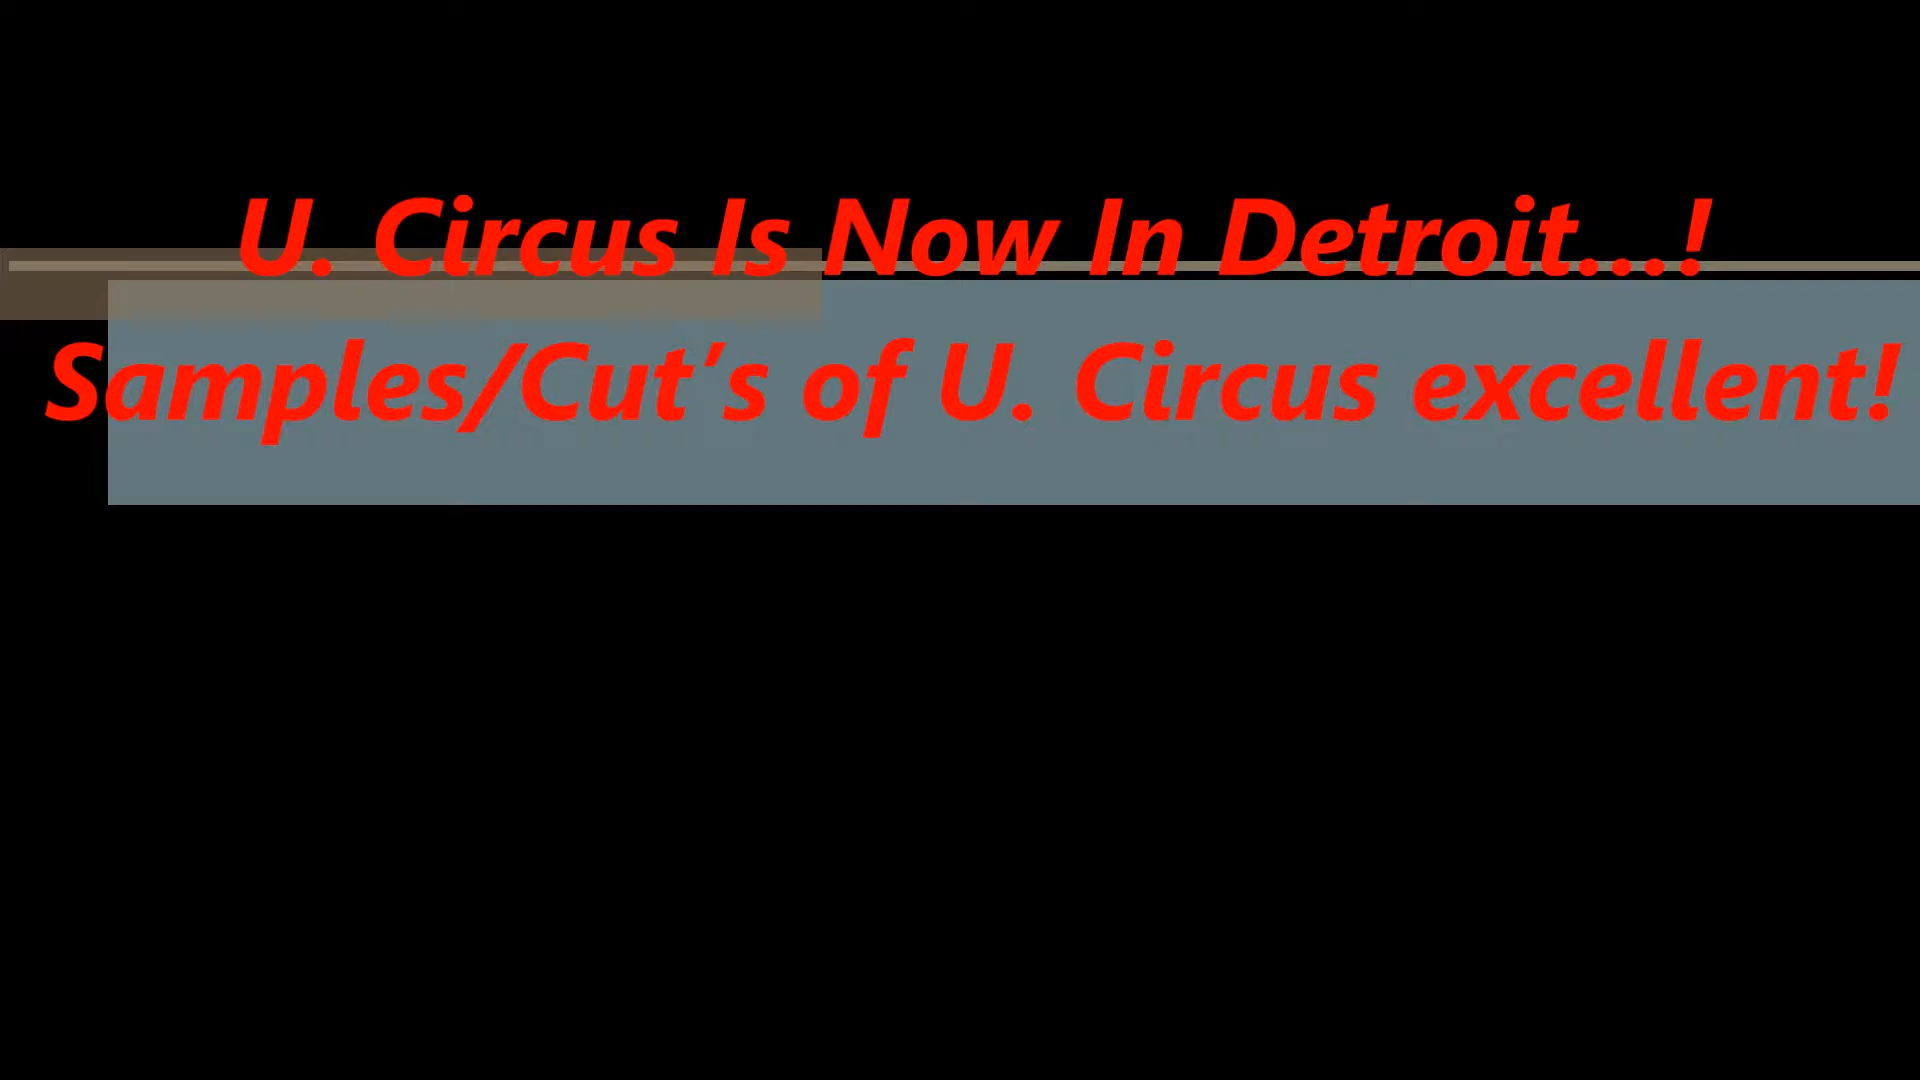 U. Circus Is Now In Detroit...!
Samples/Cut’s of U. Circus excellent!